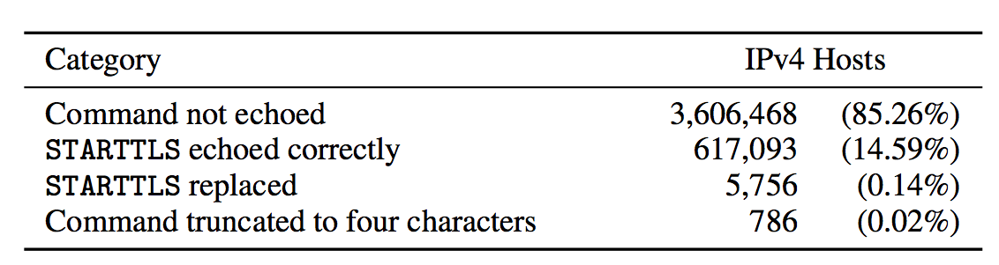 Category IPv4 Hosts
Command not echoed 3,606,468 (85.26%)
STARTTLS echoed correctly 617,093 (14.59%)
STARTTLS replaced 5,756 (0.14%)
Command truncated to four characters 786 (0.02%)